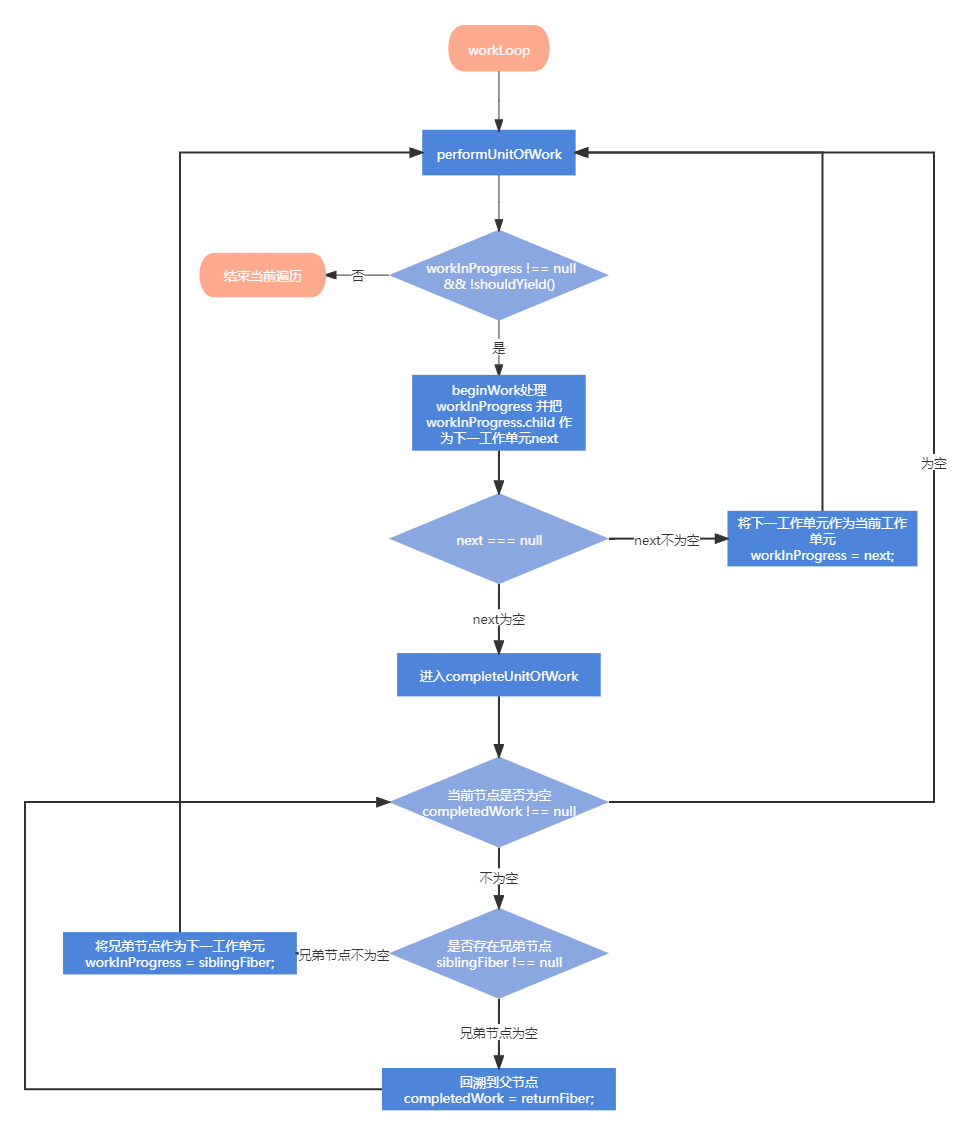 workLoop
performUnitOfWork
workInProgress !== null
&& !shouldYield()
否
结束当前遍历
是
beginWork处理
workInProgress 并把
workInProgress.child 作
为下一工作单元next
为空
next === null
next不为空
将下一工作单元作为当前工作
单元
workInProgress = next;
next为空
进入completeUnitOfWork
当前节点是否为空
completedWork !== null
不为空
是否存在兄弟节点
siblingFiber !== null
兄弟节点不为空
将兄弟节点作为下一工作单元
workInProgress = siblingFiber;
兄弟节点为空
回溯到父节点
completedWork = returnFiber;